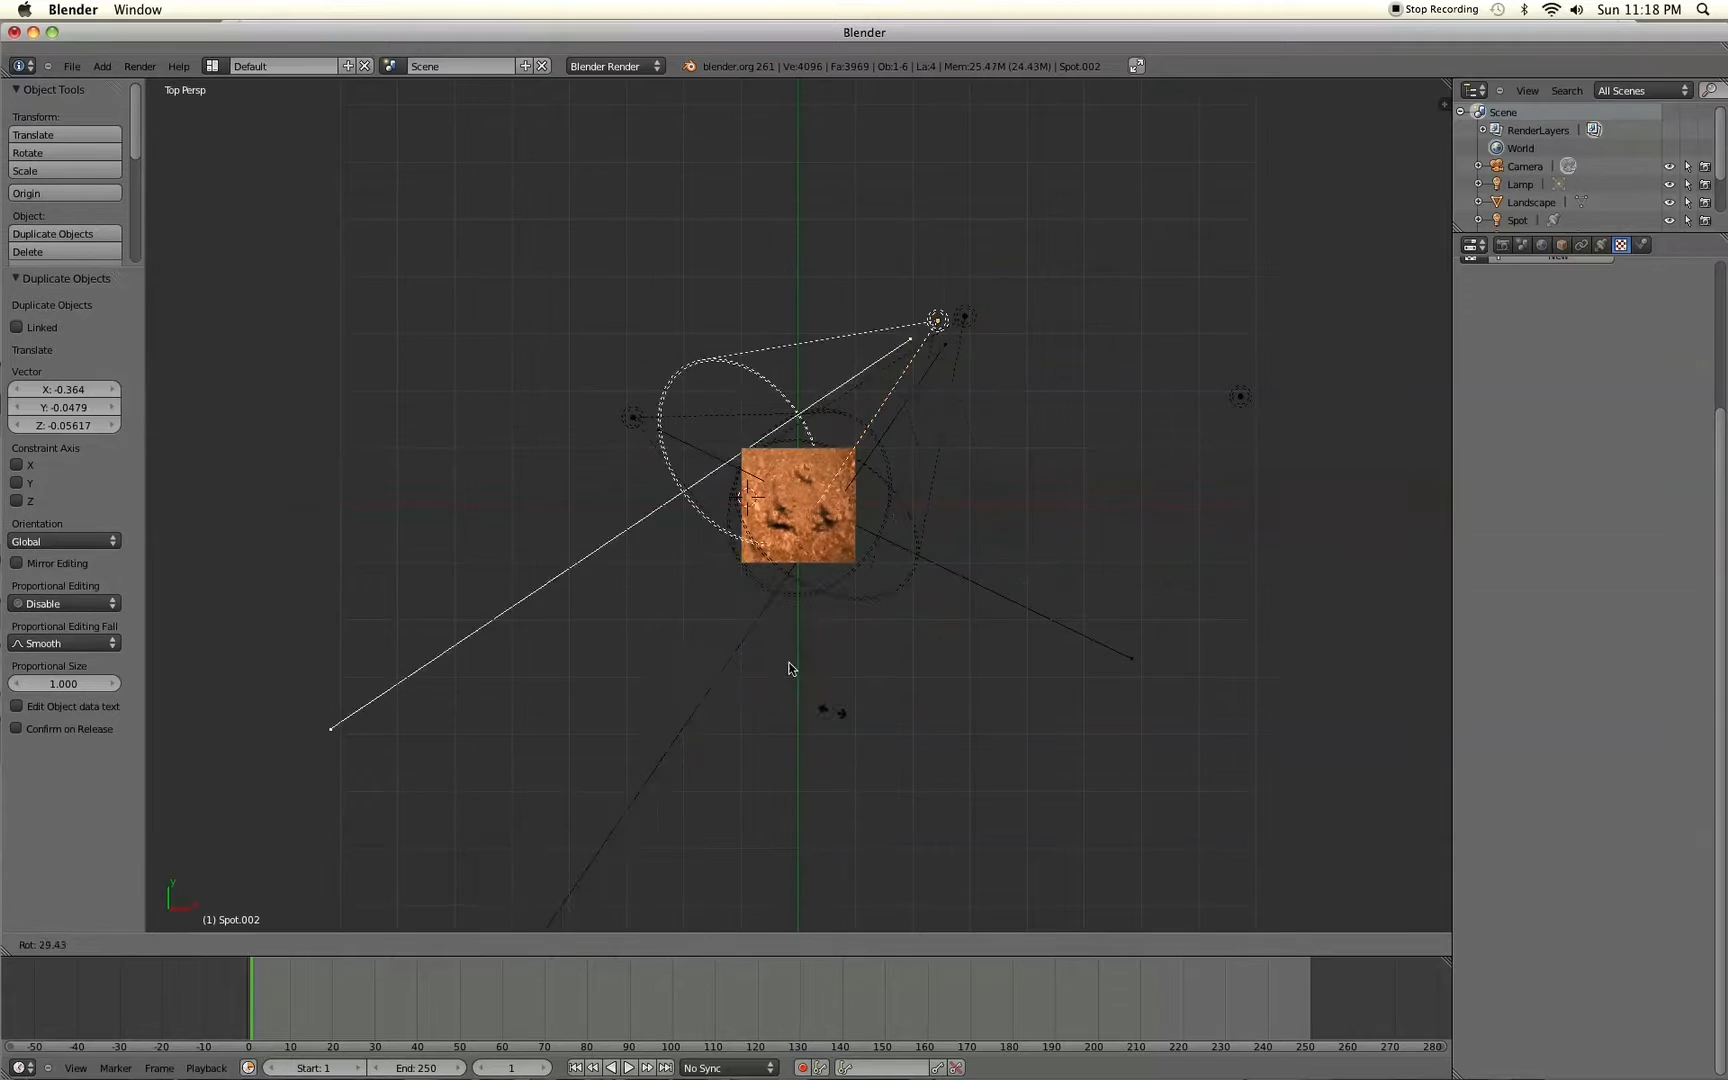 Blender Window Stop Recording Sun 11:18 PM
Blender
File Add Render Help Default Scene Blender Render blender.org 261 | Ve:4096 | Fa:3969 | Ob:1-6 | La:4 | Mem:25.47M (24.43M) | Spot.002
Object Tools
Transform:
Translate
Rotate
Scale
Origin
Object:
Duplicate Objects
Delete
Duplicate Objects
Duplicate Objects
Linked
Translate
Vector
X: -0.364
Y: -0.0479
Z: -0.05617
Constraint Axis
X
Y
Z
Orientation
Global
Mirror Editing
Proportional Editing
Disable
Proportional Editing Fall
Smooth
Proportional Size
1.000
Edit Object data text
Confirm on Release
Top Persp
y
(1) Spot.002
View Search All Scenes
Scene
RenderLayers
World
Camera
Lamp
Landscape
Spot
New
Rot: 29.43
-50 -40 -30 -20 -10 0 10 20 30 40 50 60 70 80 90 100 110 120 130 140 150 160 170 180 190 200 210 220 230 240 250 260 270 280
View Marker Frame Playback Start: 1 End: 250 1 No Sync